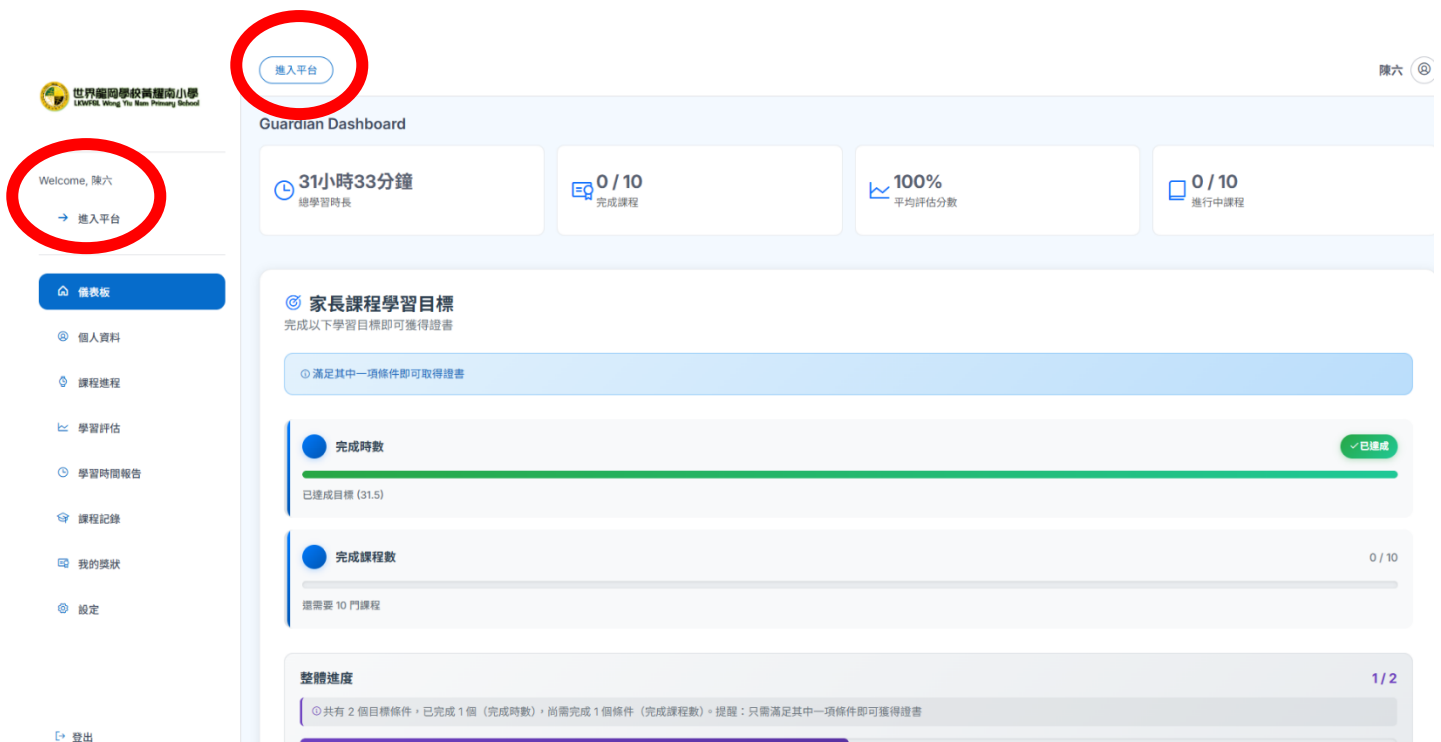 世界龍岡學校黃耀南小學
LKWFSL Wong Yiu Nam Primary School
Welcome, 陳六
進入平台
儀表板
個人資料
課程進程
學習評估
學習時間報告
課程記錄
我的獎狀
設定
登出
進入平台
陳六
Guardian Dashboard
31小時33分鐘
總學習時長
0 / 10
完成課程
100%
平均評估分數
0 / 10
進行中課程
家長課程學習目標
完成以下學習目標即可獲得證書
滿足其中一項條件即可取得證書
完成時數
已達成
已達成目標 (31.5)
完成課程數
0 / 10
還需要 10 門課程
整體進度
1 / 2
共有 2 個目標條件，已完成 1 個（完成時數），尚需完成 1 個條件（完成課程數）。提醒：只需滿足其中一項條件即可獲得證書